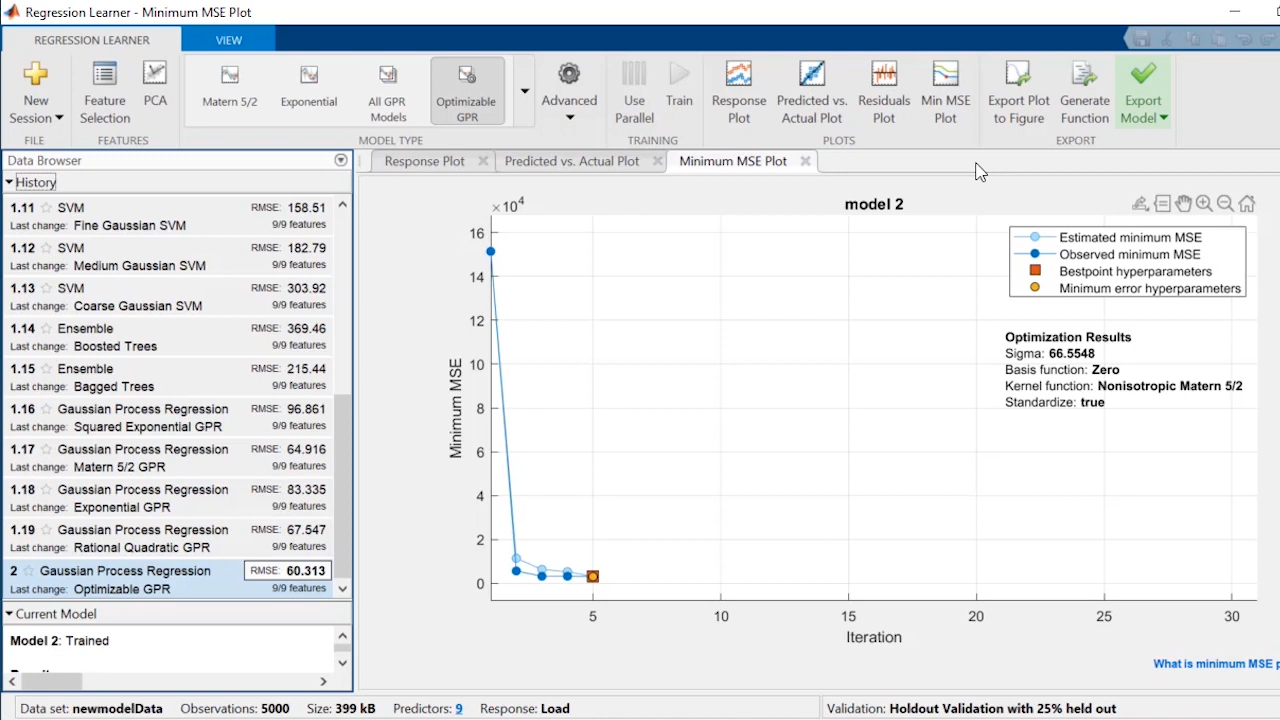 Regression Learner - Minimum MSE Plot
REGRESSION LEARNER
VIEW
New Session
Feature Selection
PCA
Matern 5/2
Exponential
All GPR Models
Optimizable GPR
Advanced
Use Parallel
Train
Response Plot
Predicted vs. Actual Plot
Residuals Plot
Min MSE Plot
Export Plot to Figure
Generate Function
Export Model
FILE
FEATURES
MODEL TYPE
TRAINING
PLOTS
EXPORT
Data Browser
Response Plot
Predicted vs. Actual Plot
Minimum MSE Plot
History
1.11 SVM RMSE: 158.51
Last change: Fine Gaussian SVM 9/9 features
1.12 SVM RMSE: 182.79
Last change: Medium Gaussian SVM 9/9 features
1.13 SVM RMSE: 303.92
Last change: Coarse Gaussian SVM 9/9 features
1.14 Ensemble RMSE: 369.46
Last change: Boosted Trees 9/9 features
1.15 Ensemble RMSE: 215.44
Last change: Bagged Trees 9/9 features
1.16 Gaussian Process Regression RMSE: 96.861
Last change: Squared Exponential GPR 9/9 features
1.17 Gaussian Process Regression RMSE: 64.916
Last change: Matern 5/2 GPR 9/9 features
1.18 Gaussian Process Regression RMSE: 83.335
Last change: Exponential GPR 9/9 features
1.19 Gaussian Process Regression RMSE: 67.547
Last change: Rational Quadratic GPR 9/9 features
2 Gaussian Process Regression RMSE: 60.313
Last change: Optimizable GPR 9/9 features
Current Model
Model 2: Trained
×10⁴
model 2
16
14
12
10
8
6
4
2
0
Minimum MSE
5 10 15 20 25 30
Iteration
Estimated minimum MSE
Observed minimum MSE
Bestpoint hyperparameters
Minimum error hyperparameters
Optimization Results
Sigma: 66.5548
Basis function: Zero
Kernel function: Nonisotropic Matern 5/2
Standardize: true
What is minimum MSE p
Data set: newmodelData Observations: 5000 Size: 399 kB Predictors: 9 Response: Load
Validation: Holdout Validation with 25% held out